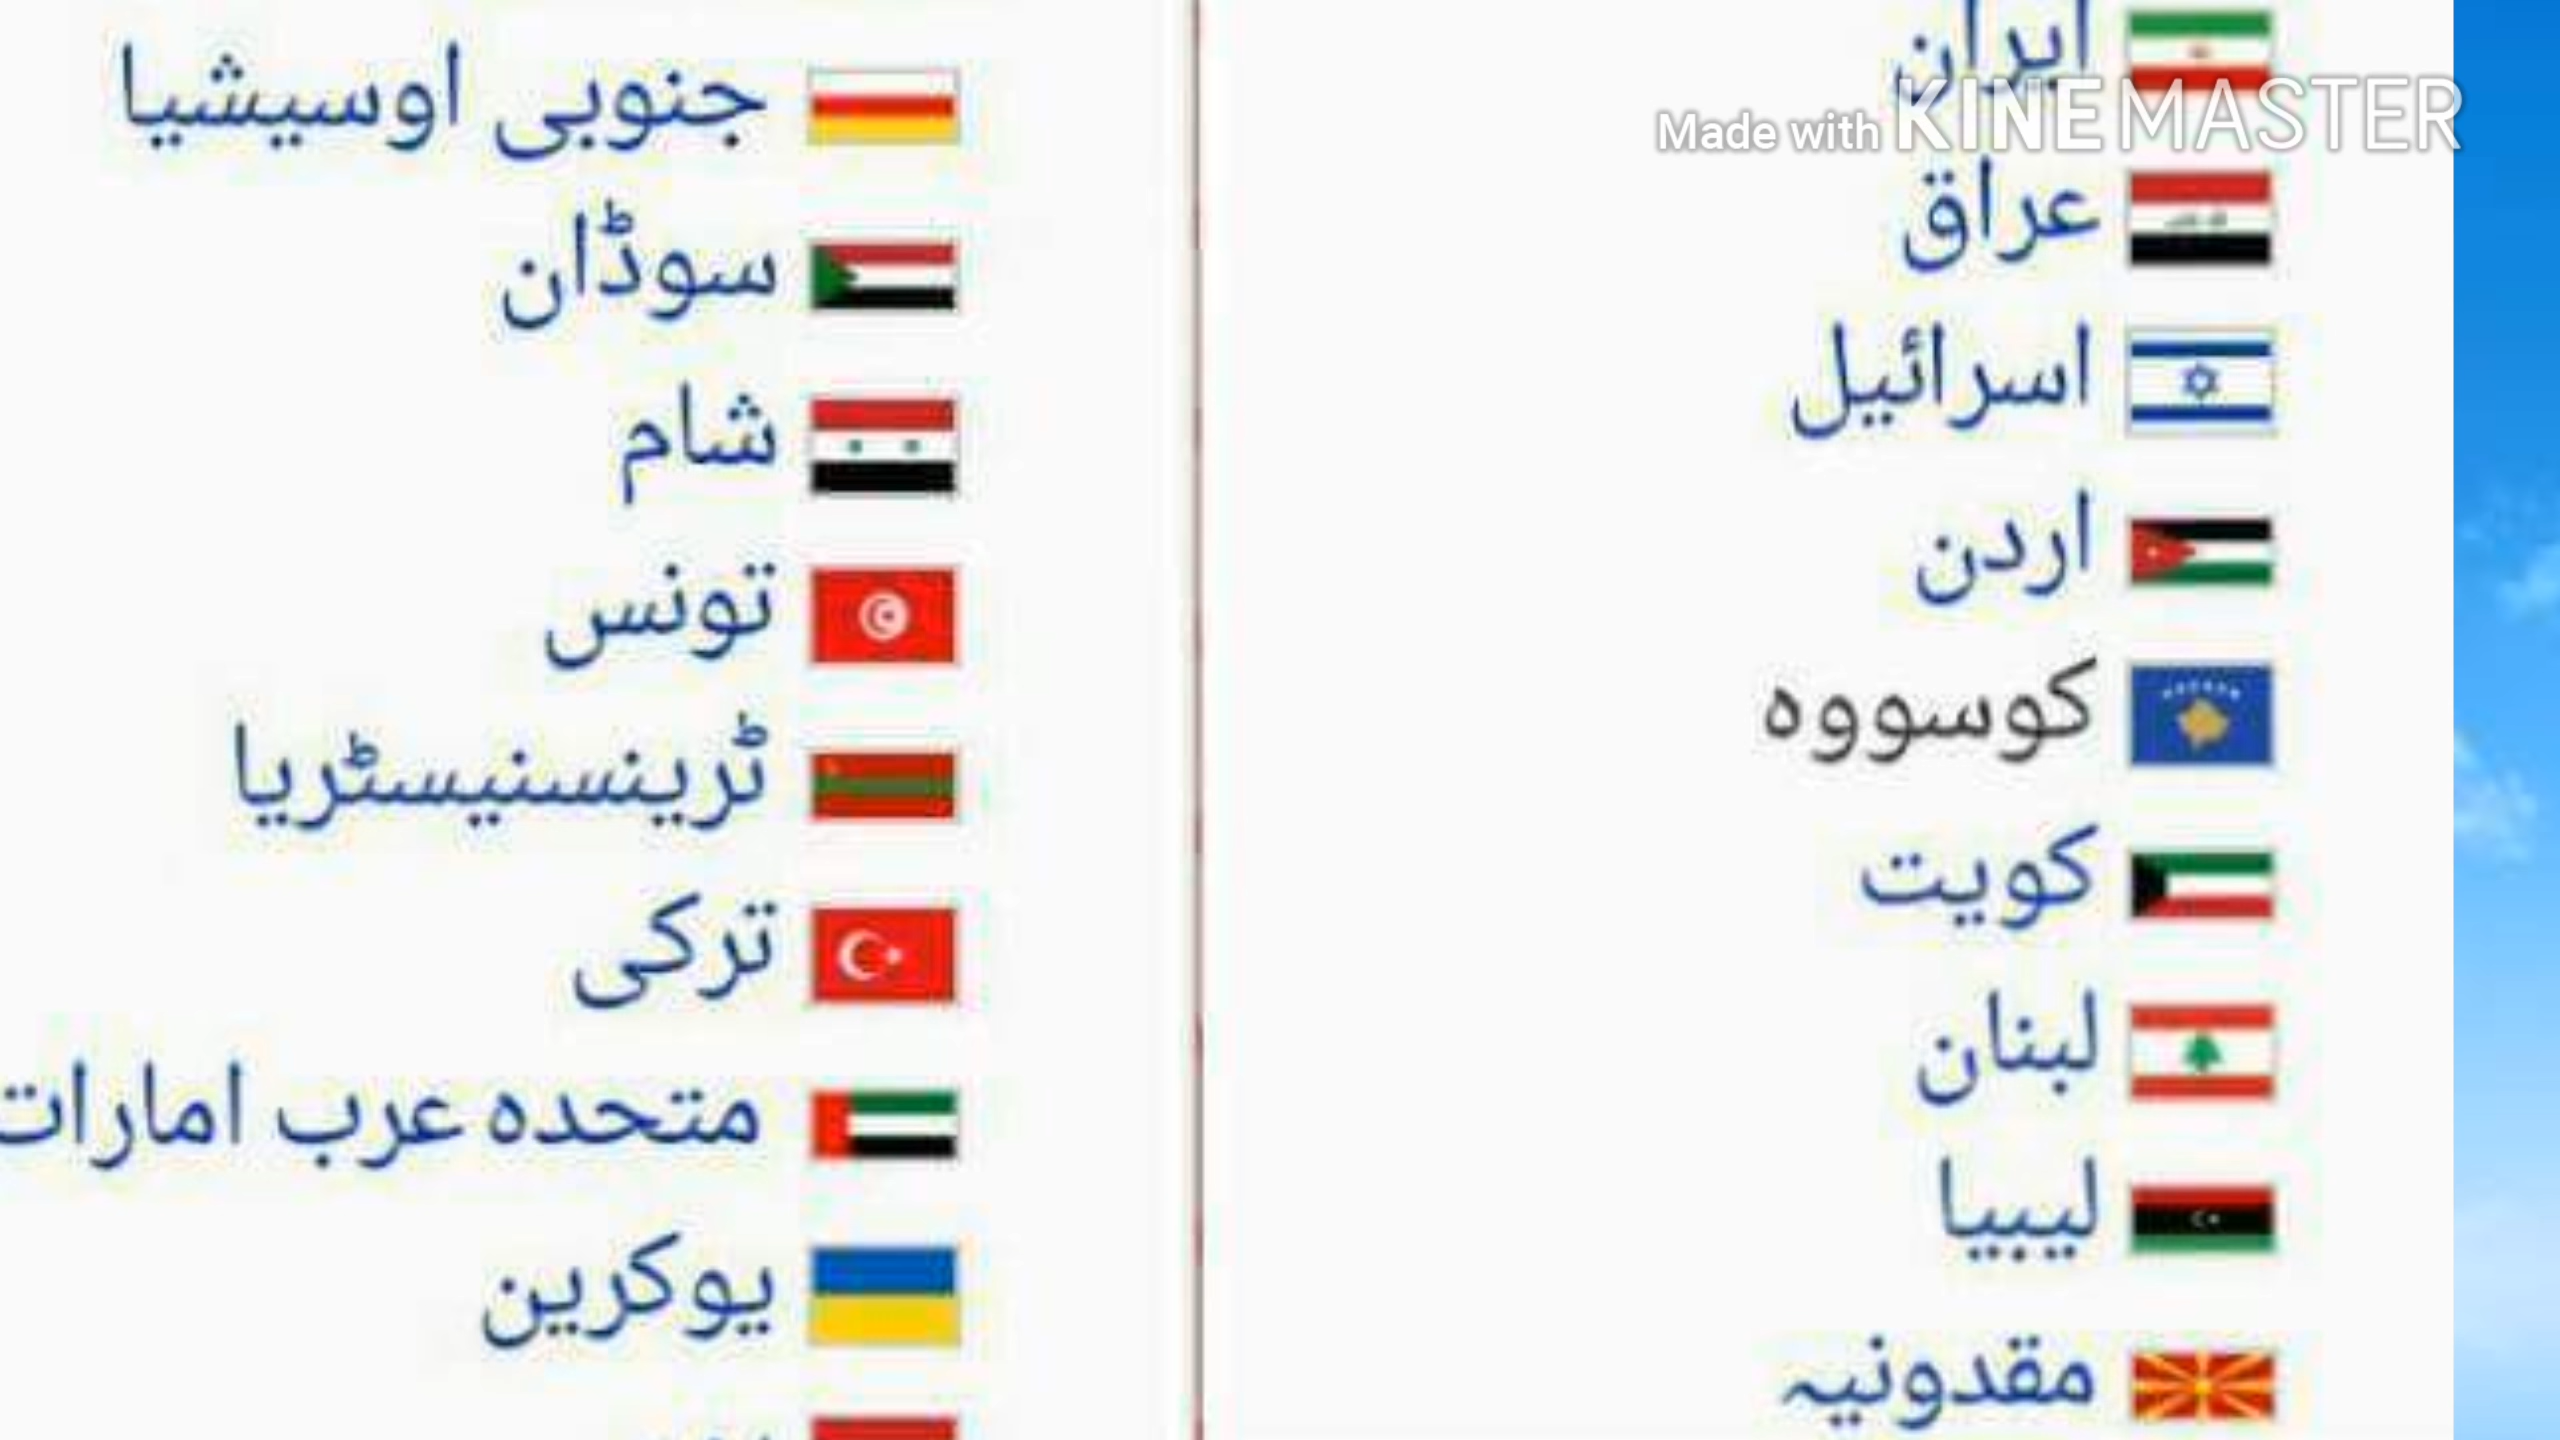 ایران
Made with KINEMASTER
عراق
اسرائیل
اردن
کوسووہ
کویت
لبنان
لیبیا
مقدونیہ
جنوبی اوسیشیا
سوڈان
شام
تونس
ٹرینسنیسٹریا
ترکی
متحدہ عرب امارات
یوکرین